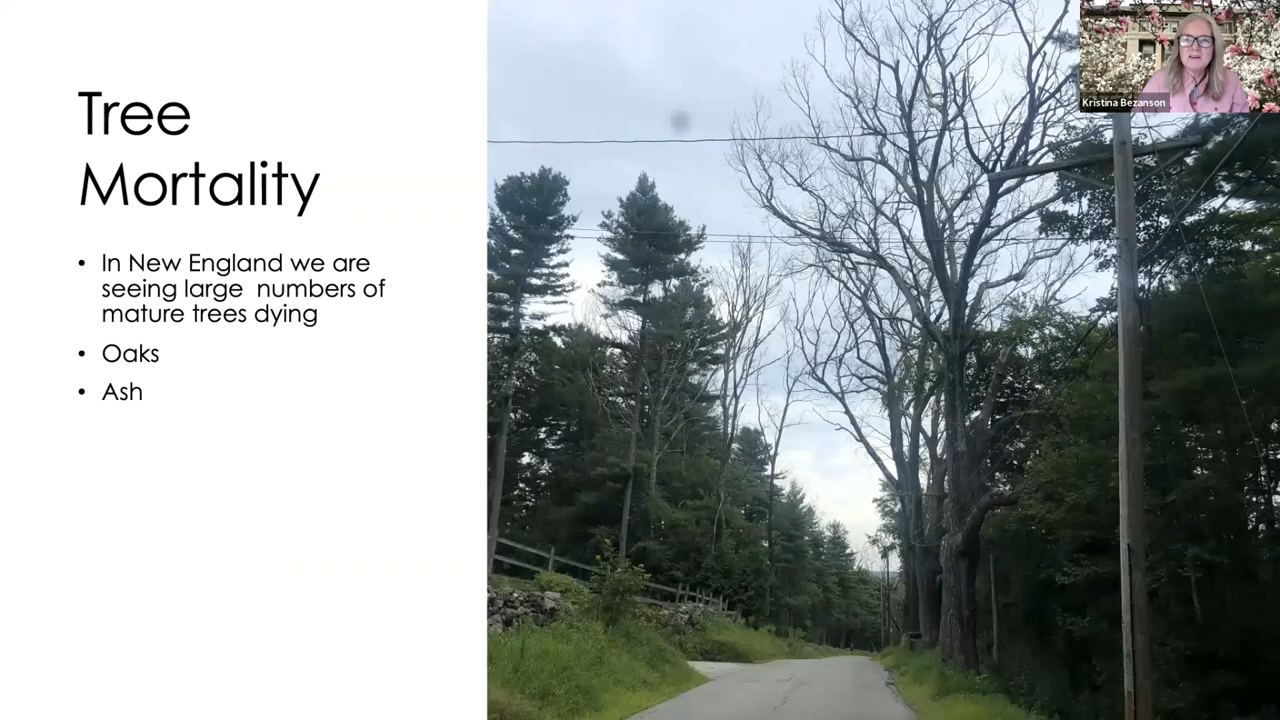 Tree
Mortality
• In New England we are
seeing large  numbers of
mature trees dying
• Oaks
• Ash
Kristina Bezanson